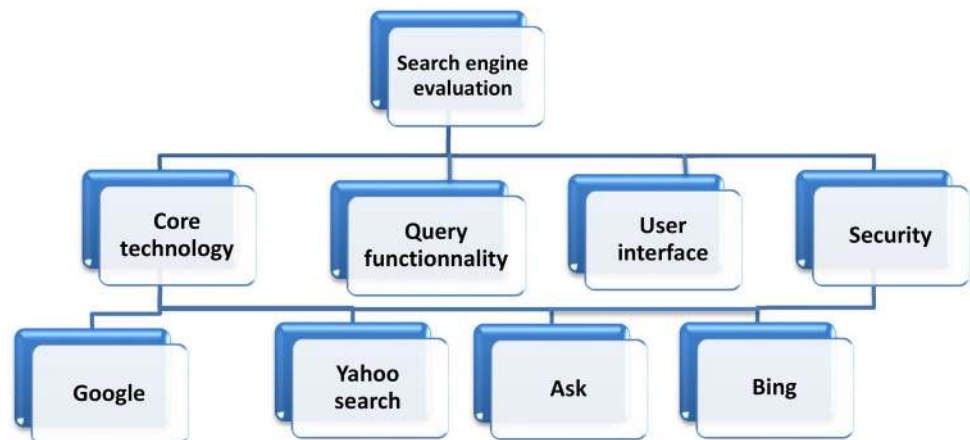 Search engine
evaluation
Core
technology
Query
functionnality
User
interface
Security
Google
Yahoo
search
Ask
Bing